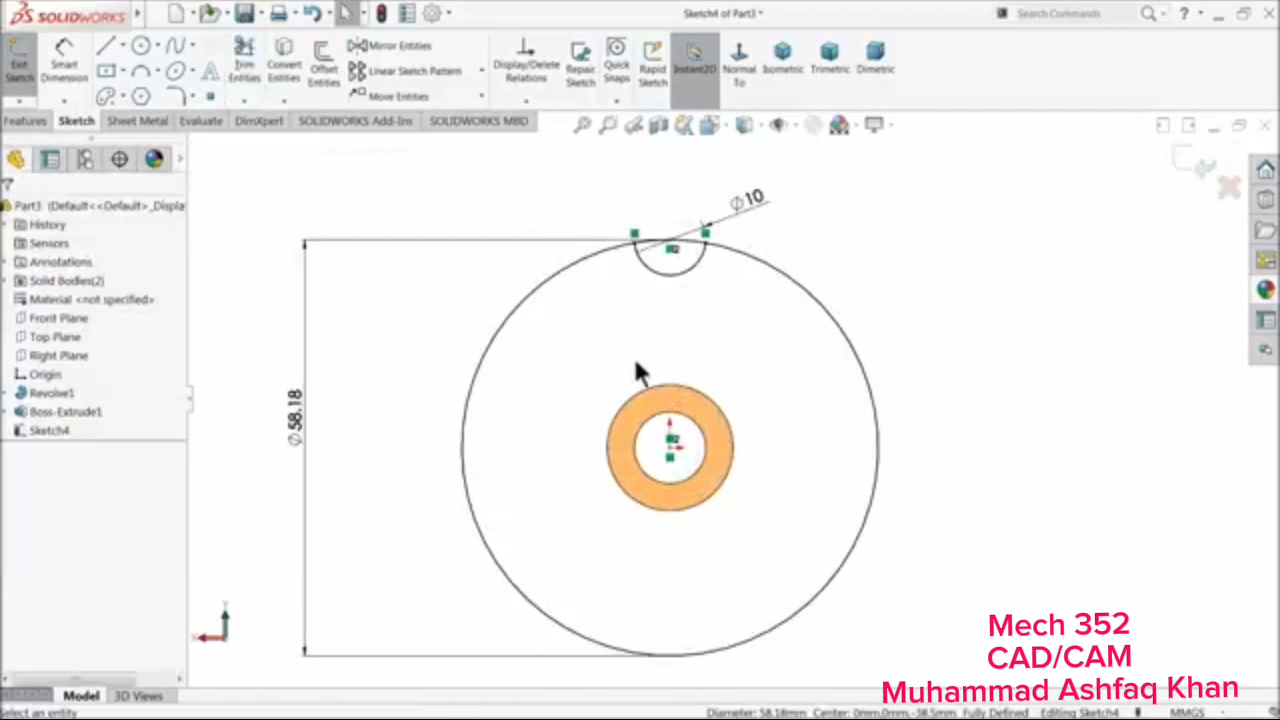 SOLIDWORKS
Sketch4 of Part3 *
Search Commands
Exit Sketch
Smart Dimension
Trim Entities
Convert Entities
Offset Entities
Mirror Entities
Linear Sketch Pattern
Move Entities
Display/Delete Relations
Repair Sketch
Quick Snaps
Rapid Sketch
Instant2D
Normal To
Isometric
Trimetric
Dimetric
Features
Sketch
Sheet Metal
Evaluate
DimXpert
SOLIDWORKS Add-Ins
SOLIDWORKS MBD
Part3 (Default<<Default>_Displa
History
Sensors
Annotations
Solid Bodies(2)
Material <not specified>
Front Plane
Top Plane
Right Plane
Origin
Revolve1
Boss-Extrude1
Sketch4
∅10
∅58.18
Mech 352
CAD/CAM
Muhammad Ashfaq Khan
Model
3D Views
Select an entity
Diameter: 58.18mm Center: 0mm,0mm,-38.5mm Fully Defined Editing Sketch4 MMGS